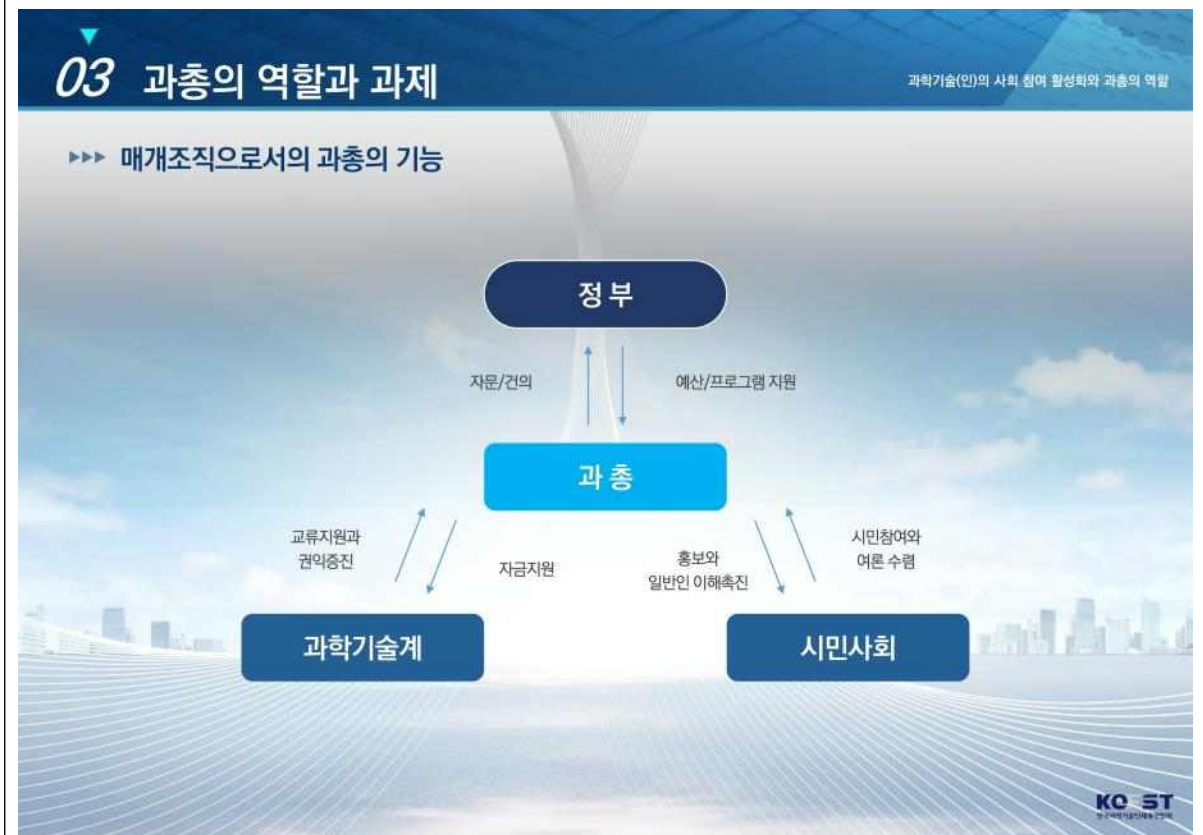 03 과총의 역할과 과제
과학기술(인)의 사회 참여 활성화와 과총의 역할
매개조직으로서의 과총의 기능
정부
자문/건의
예산/프로그램 지원
과총
교류지원과
권익증진
자금지원
홍보와
일반인 이해촉진
시민참여와
여론 수렴
과학기술계
시민사회